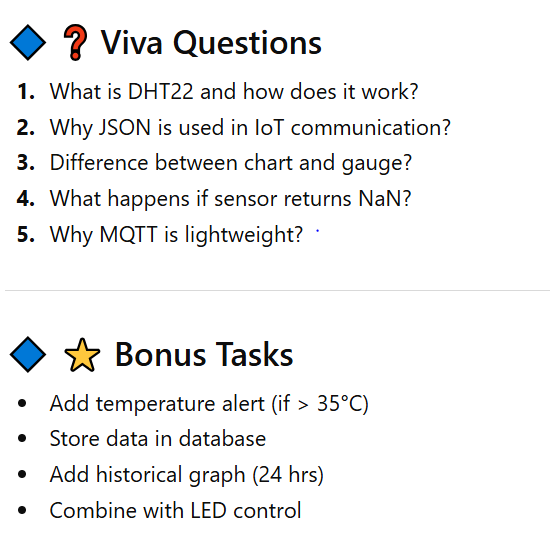 Viva Questions
1. What is DHT22 and how does it work?
2. Why JSON is used in IoT communication?
3. Difference between chart and gauge?
4. What happens if sensor returns NaN?
5. Why MQTT is lightweight?
Bonus Tasks
• Add temperature alert (if > 35°C)
• Store data in database
• Add historical graph (24 hrs)
• Combine with LED control